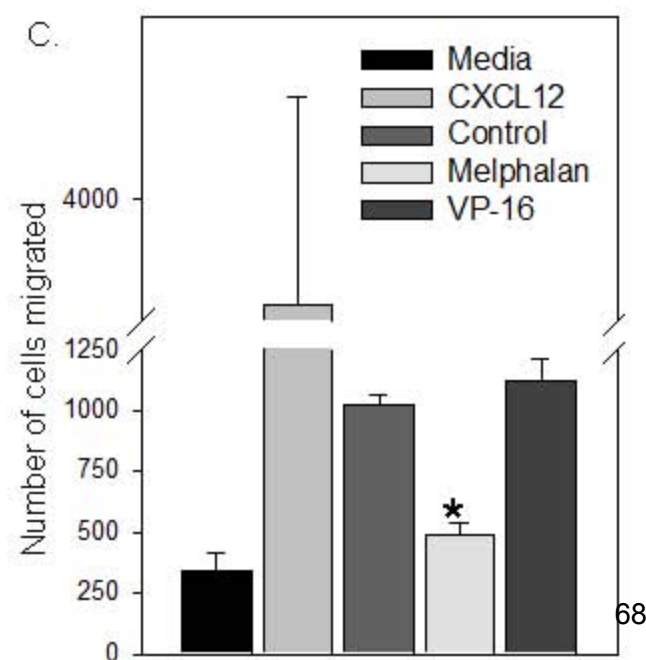 C.
Media
CXCL12
Control
Melphalan
VP-16
Number of cells migrated
4000
1250
1000
750
500
250
0
*
68